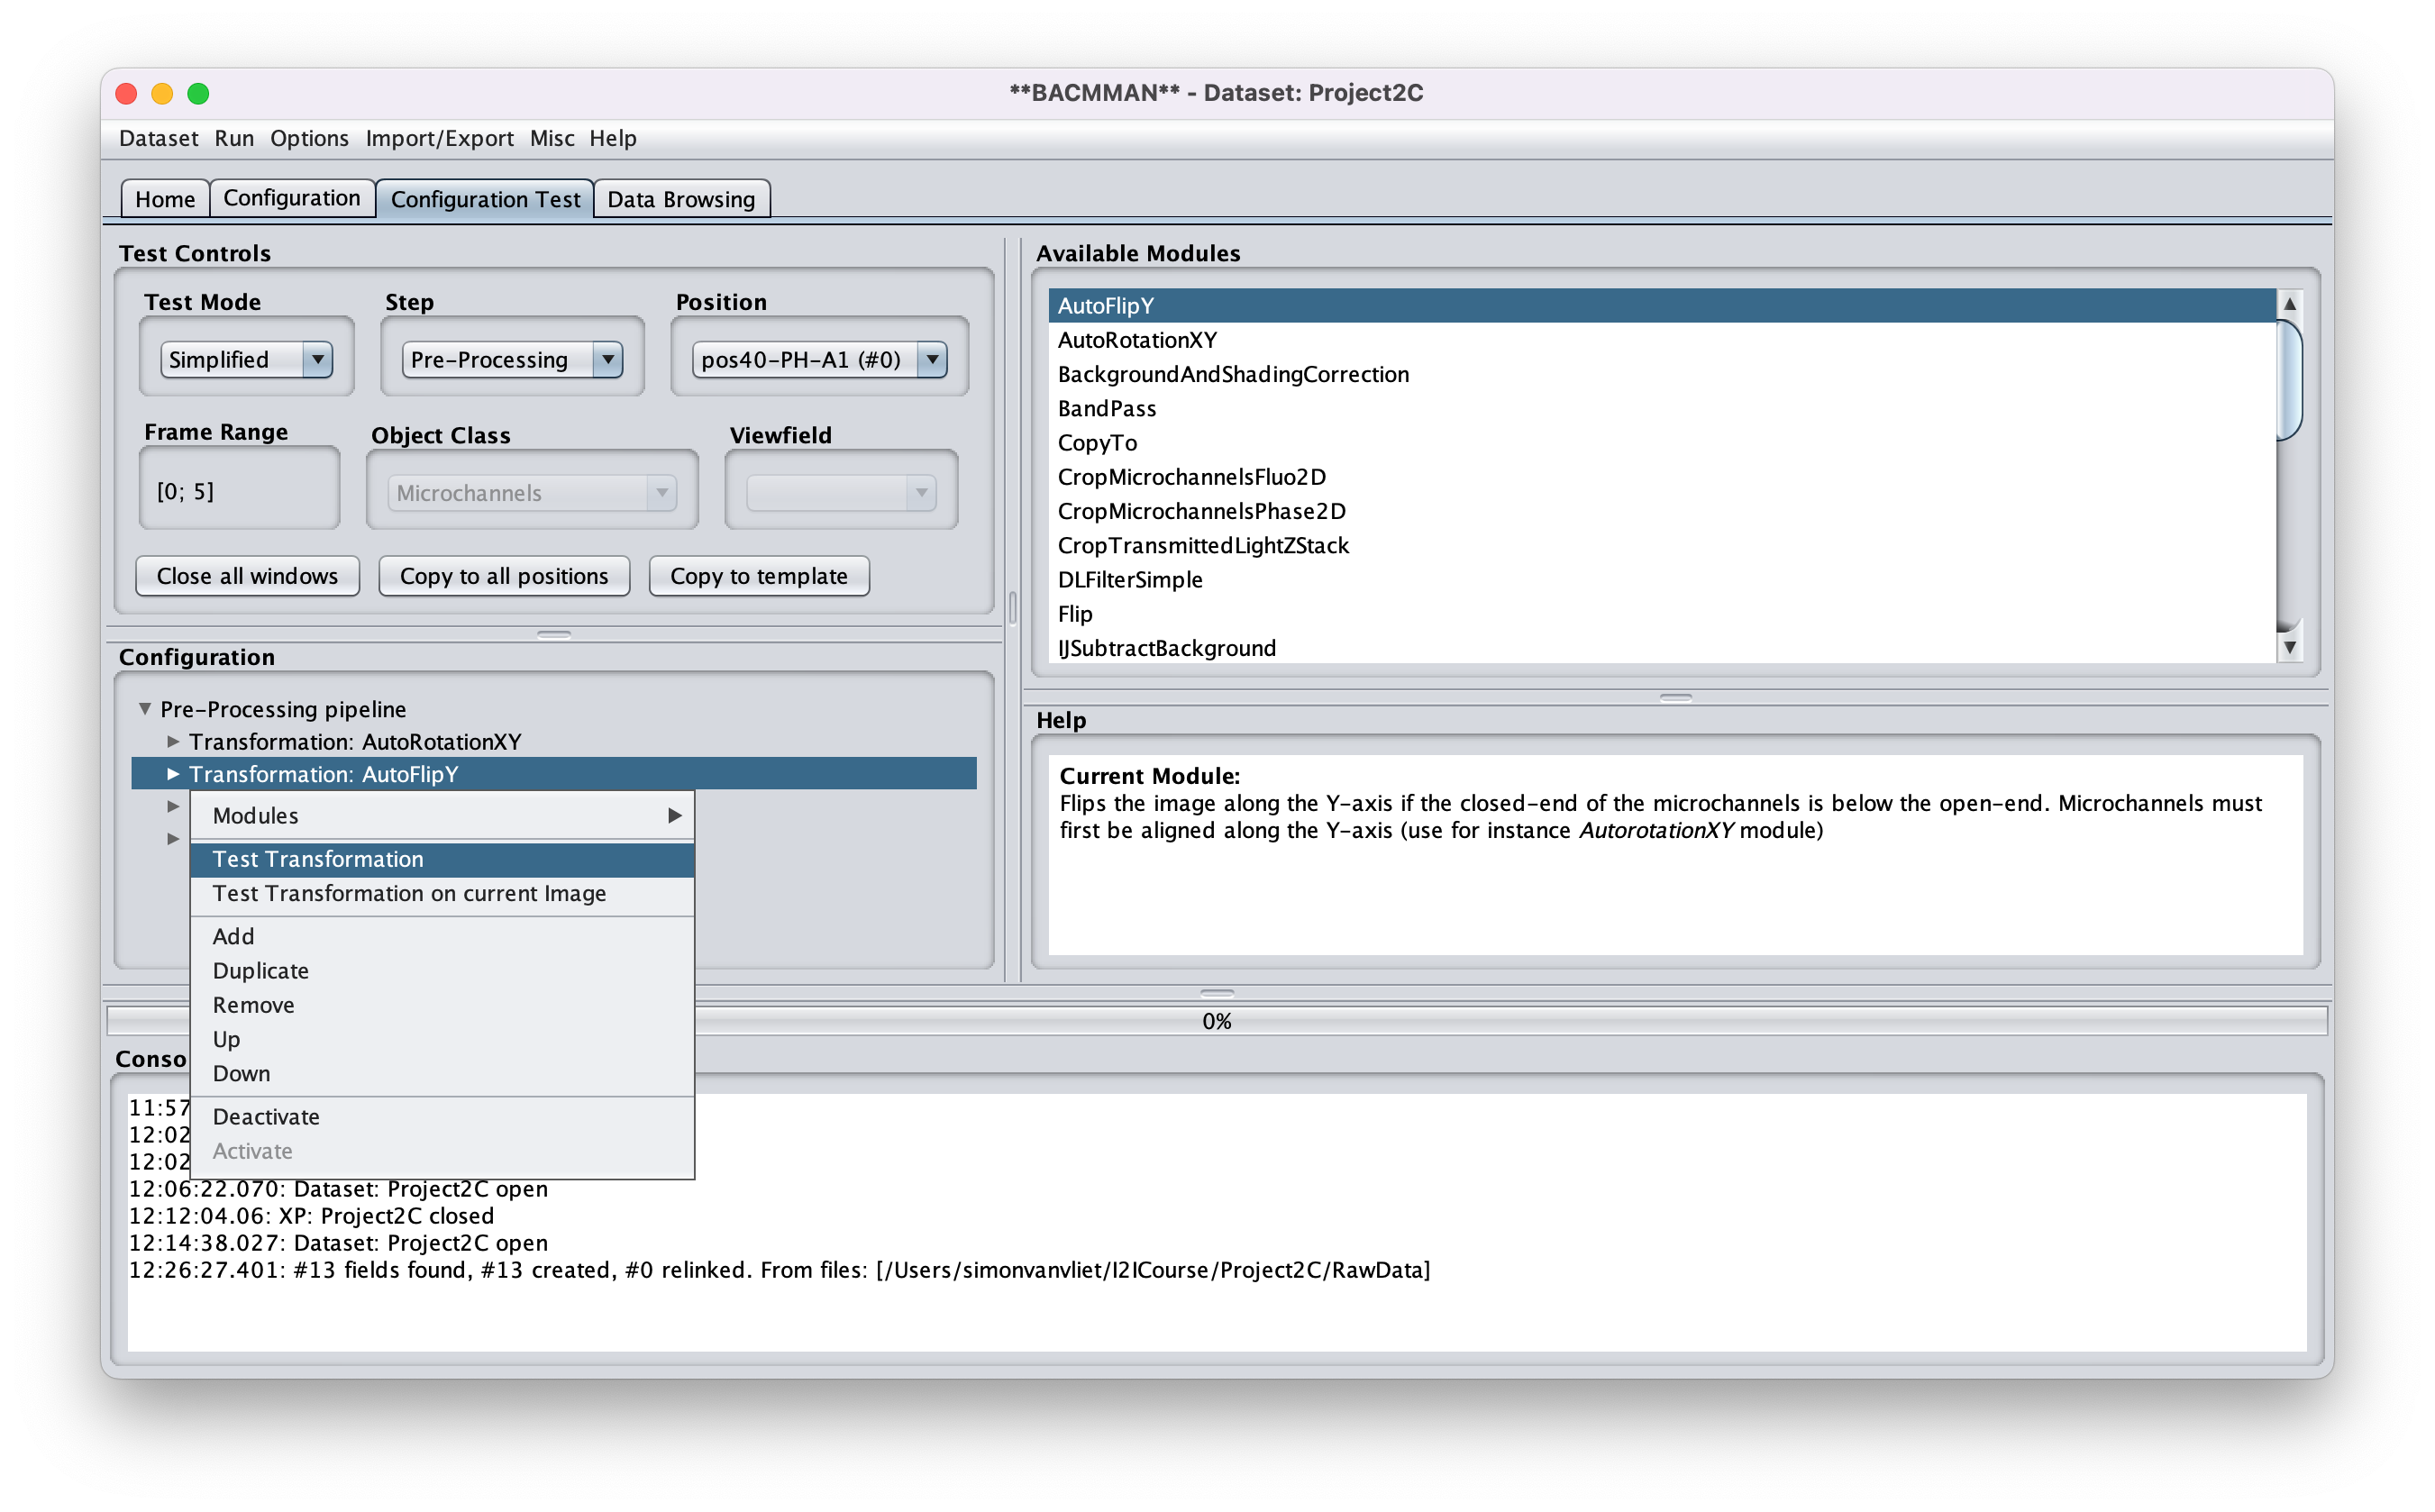 **BACMMAN** - Dataset: Project2C
Dataset Run Options Import/Export Misc Help
Home Configuration Configuration Test Data Browsing
Test Controls
Test Mode Step Position
Simplified Pre-Processing pos40-PH-A1 (#0)
Frame Range Object Class Viewfield
[0; 5] Microchannels
Close all windows Copy to all positions Copy to template
Configuration
Pre-Processing pipeline
Transformation: AutoRotationXY
Transformation: AutoFlipY
Modules
Test Transformation
Test Transformation on current Image
Add
Duplicate
Remove
Up
Down
Deactivate
Activate
Available Modules
AutoFlipY
AutoRotationXY
BackgroundAndShadingCorrection
BandPass
CopyTo
CropMicrochannelsFluo2D
CropMicrochannelsPhase2D
CropTransmittedLightZStack
DLFilterSimple
Flip
IJSubtractBackground
Help
Current Module:
Flips the image along the Y-axis if the closed-end of the microchannels is below the open-end. Microchannels must
first be aligned along the Y-axis (use for instance AutorotationXY module)
0%
Conso
11:57
12:02
12:02
12:06:22.070: Dataset: Project2C open
12:12:04.06: XP: Project2C closed
12:14:38.027: Dataset: Project2C open
12:26:27.401: #13 fields found, #13 created, #0 relinked. From files: [/Users/simonvanvliet/I2ICourse/Project2C/RawData]